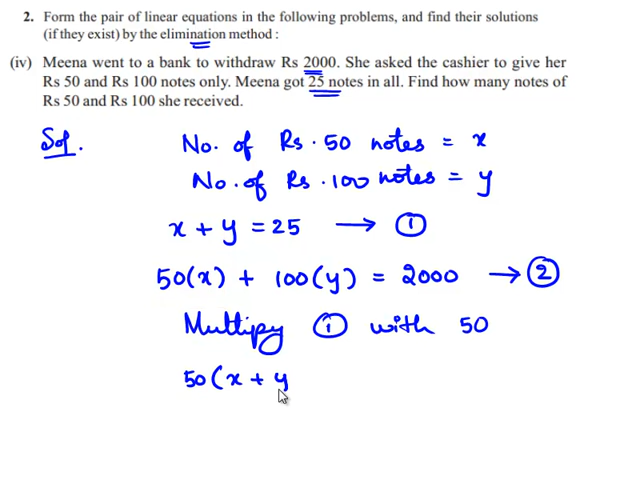 2. Form the pair of linear equations in the following problems, and find their solutions
(if they exist) by the elimination method :
(iv) Meena went to a bank to withdraw Rs 2000. She asked the cashier to give her
Rs 50 and Rs 100 notes only. Meena got 25 notes in all. Find how many notes of
Rs 50 and Rs 100 she received.
Sol. No. of Rs. 50 notes = x
No. of Rs. 100 notes = y
x + y = 25 → ①
50(x) + 100(y) = 2000 → ②
Multipy ① with 50
50(x + y